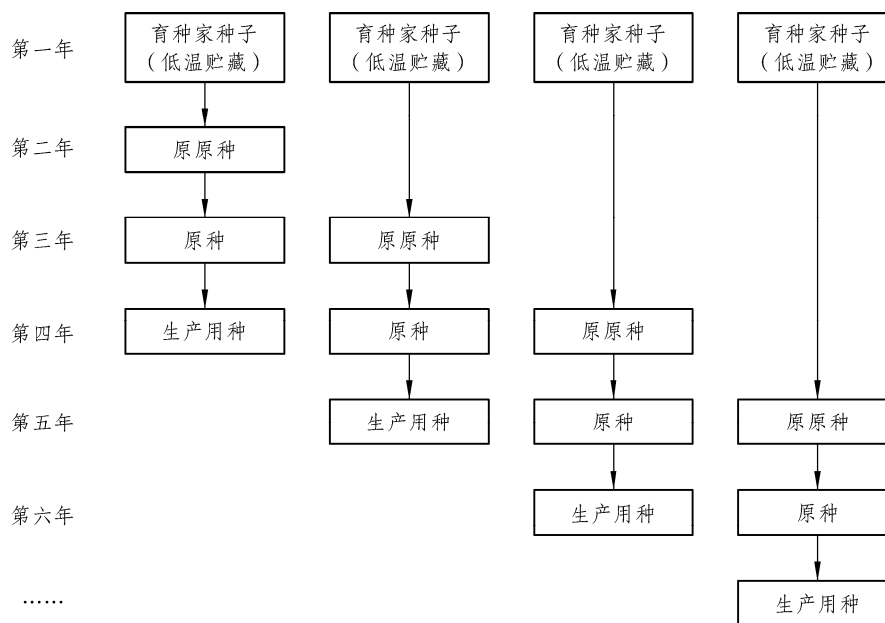 第一年
育种家种子
（低温贮藏）
育种家种子
（低温贮藏）
育种家种子
（低温贮藏）
育种家种子
（低温贮藏）
第二年
原原种
第三年
原种
原原种
第四年
生产用种
原种
原原种
第五年
生产用种
原种
原原种
第六年
生产用种
原种
……
生产用种